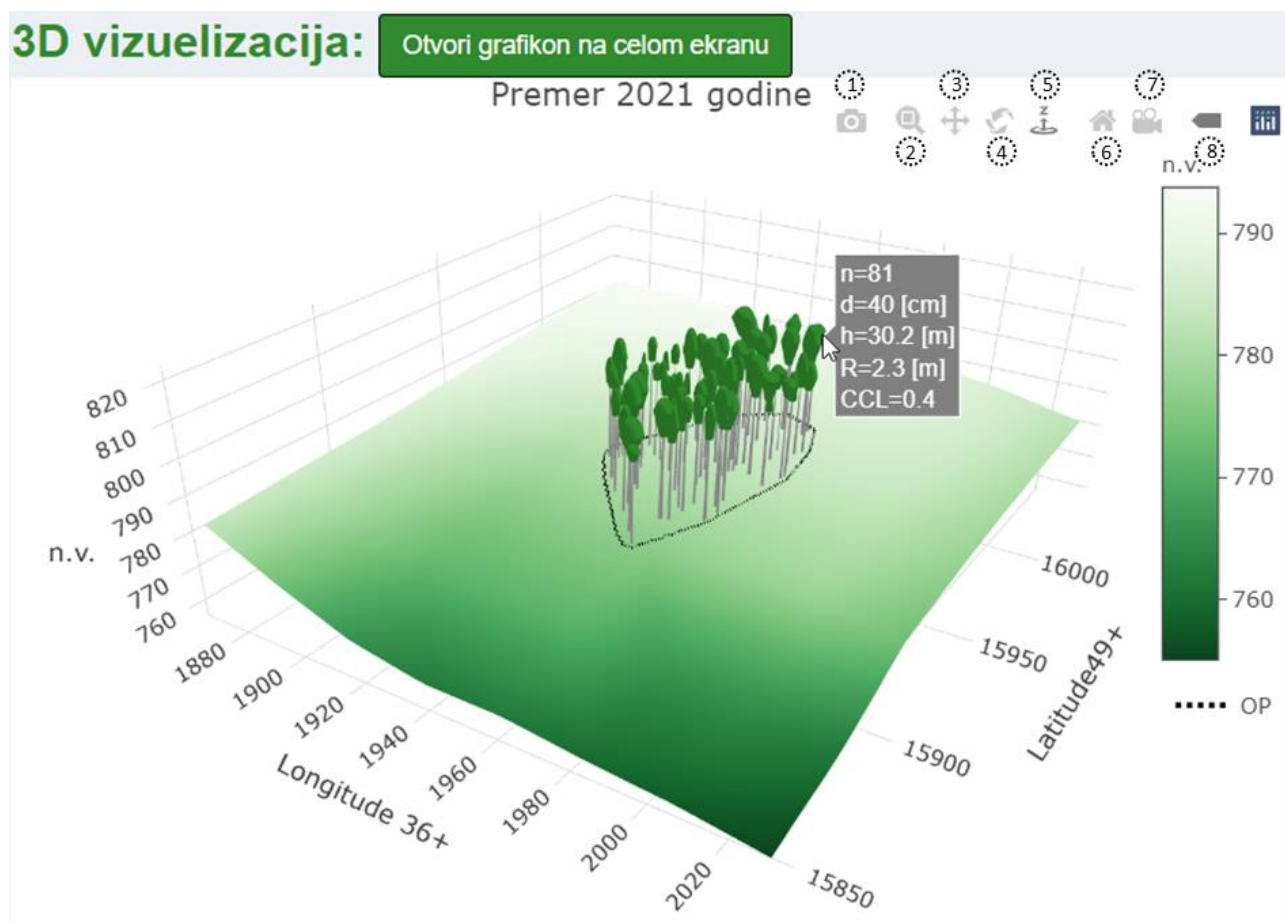 3D vizuelizacija:
Otvori grafikon na celom ekranu
Premer 2021 godine
1
3
5
7
2
4
6
8
z
n.v.
790
780
770
760
n=81
d=40 [cm]
h=30.2 [m]
R=2.3 [m]
CCL=0.4
820
810
800
790
780
770
760
n.v.
1880
1900
1920
1940
1960
1980
2000
2020
Longitude 36+
16000
15950
15900
15850
Latitude49+
OP